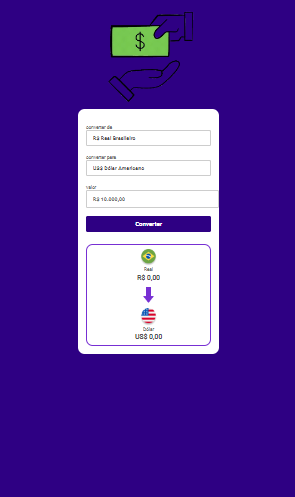 $
converter de
R$ Real Brasileiro
converter para
US$ Dólar Americano
valor
R$ 10.000,00
Converter
Real
R$ 0,00
Dólar
US$ 0,00